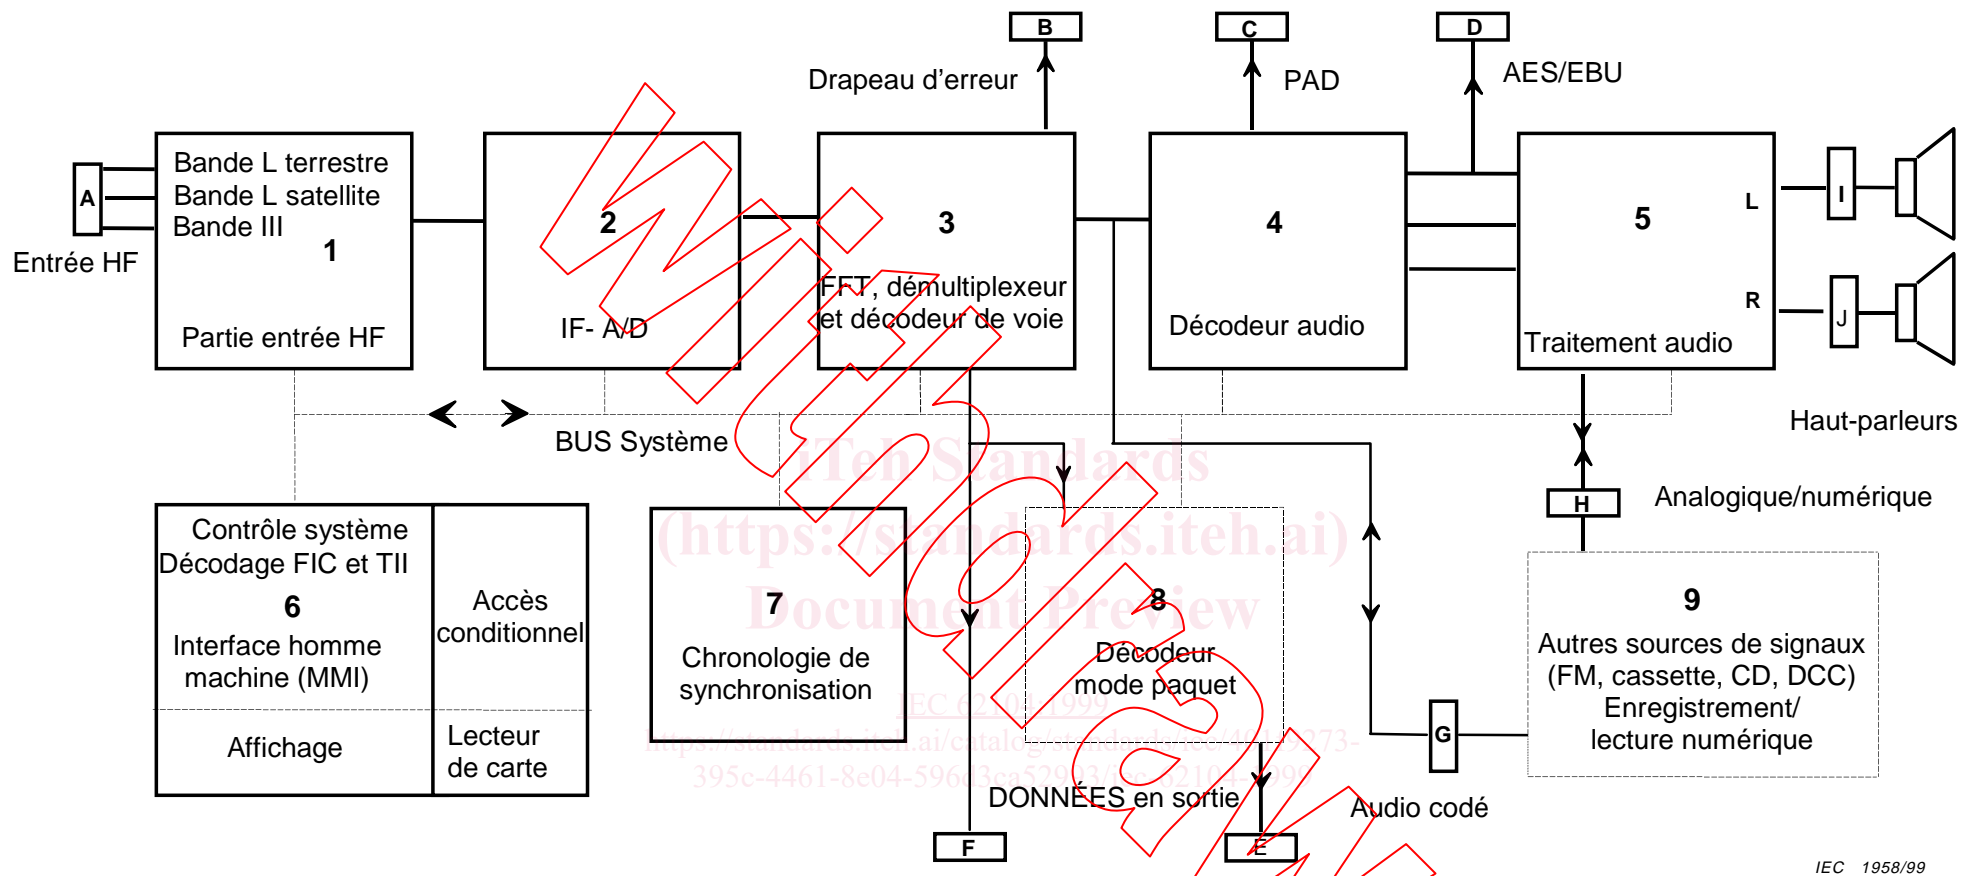 B
C
D
Drapeau d'erreur
PAD
AES/EBU
A
Entrée HF
Bande L terrestre
Bande L satellite
Bande III
1
Partie entrée HF
2
IF- A/D
3
FFT, démultiplexeur
et décodeur de voie
4
Décodeur audio
5
L
R
Traitement audio
I
J
Haut-parleurs
BUS Système
iTeh Standards
(https://standards.iteh.ai)
Document Preview
Withdrawn
Analogique/numérique
H
Contrôle système
Décodage FIC et TII
6
Interface homme
machine (MMI)
Affichage
Accès
conditionnel
Lecteur
de carte
7
Chronologie de
synchronisation
8
Décodeur
mode paquet
IEC 62104:1999
9
Autres sources de signaux
(FM, cassette, CD, DCC)
Enregistrement/
lecture numérique
G
Audio codé
DONNÉES en sortie
F
E
IEC 1958/99